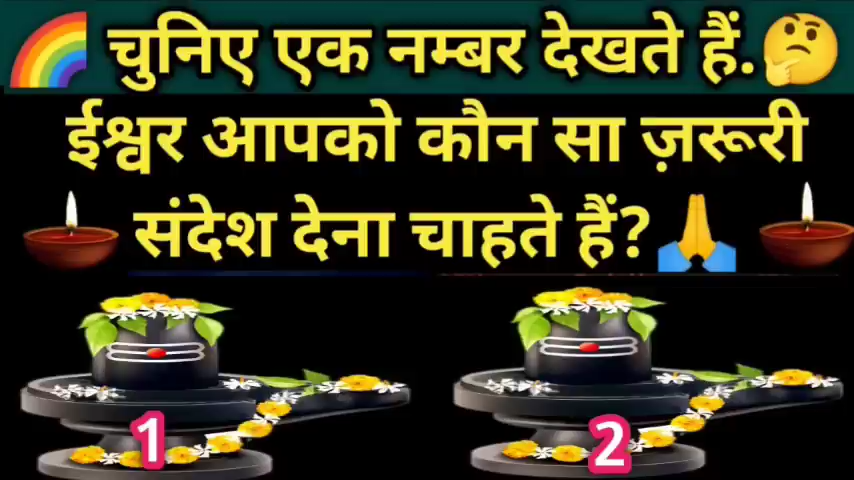 चुनिए एक नम्बर देखते हैं.
ईश्वर आपको कौन सा ज़रूरी
संदेश देना चाहते हैं?
1 2